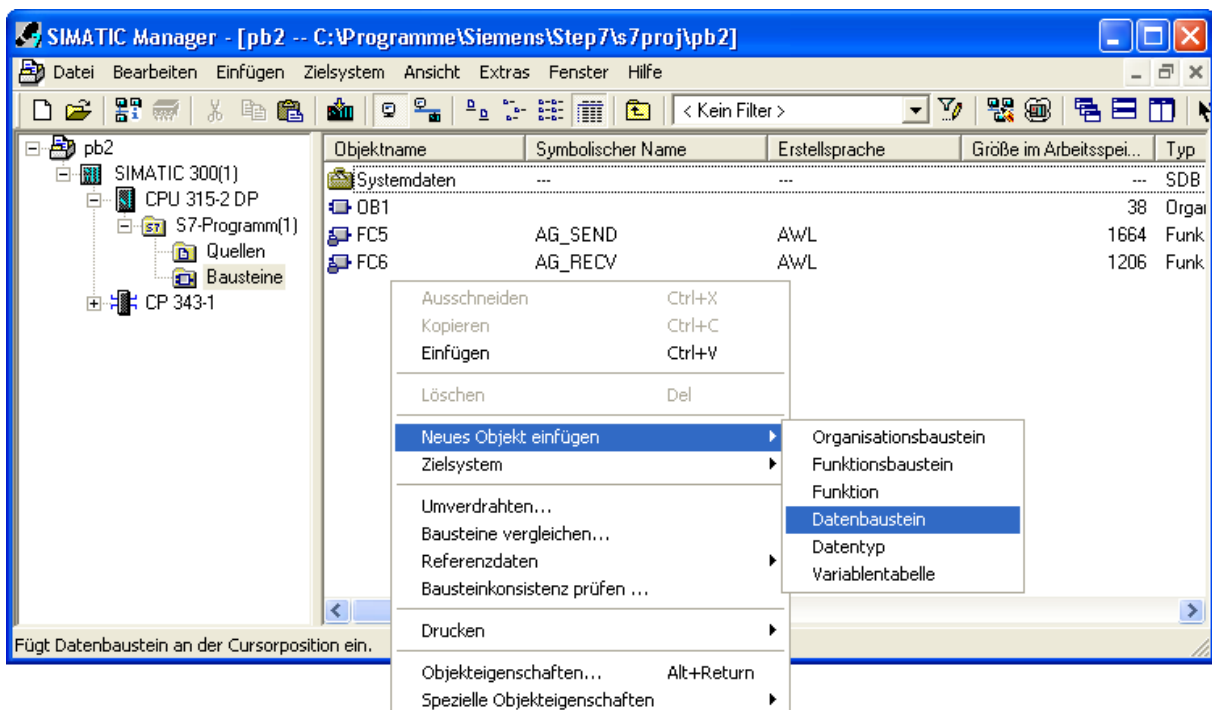 SIMATIC Manager - [pb2 -- C:\Programme\Siemens\Step7\s7proj\pb2]
Datei Bearbeiten Einfügen Zielsystem Ansicht Extras Fenster Hilfe
< Kein Filter >
pb2
SIMATIC 300(1)
CPU 315-2 DP
S7-Programm(1)
Quellen
Bausteine
CP 343-1
Objektname Symbolischer Name Erstellsprache Größe im Arbeitsspei... Typ
Systemdaten --- --- --- SDB
OB1 38 Organ
FC5 AG_SEND AWL 1664 Funk
FC6 AG_RECV AWL 1206 Funk
Ausschneiden Ctrl+X
Kopieren Ctrl+C
Einfügen Ctrl+V
Löschen Del
Neues Objekt einfügen
Zielsystem
Umverdrahten...
Bausteine vergleichen...
Referenzdaten
Bausteinkonsistenz prüfen ...
Drucken
Objekteigenschaften... Alt+Return
Spezielle Objekteigenschaften
Organisationsbaustein
Funktionsbaustein
Funktion
Datenbaustein
Datentyp
Variablentabelle
Fügt Datenbaustein an der Cursorposition ein.